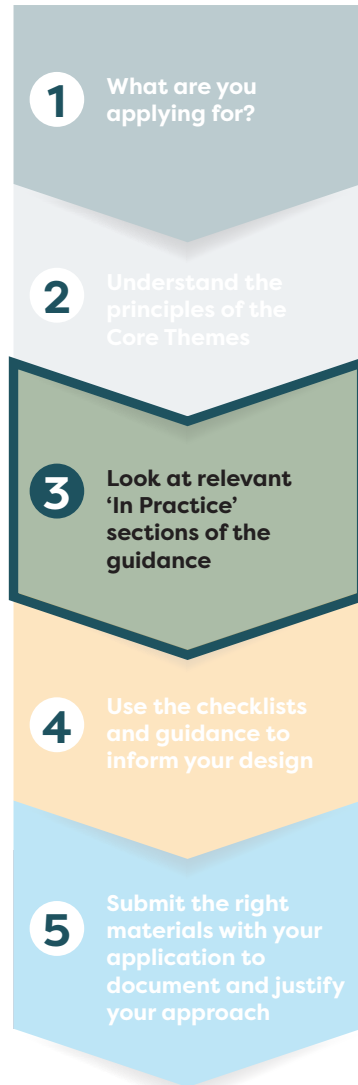 1
What are you
applying for?
2
Understand the
principles of the
Core Themes
3
Look at relevant
‘In Practice’
sections of the
guidance
4
Use the checklists
and guidance to
inform your design
5
Submit the right
materials with your
application to
document and justify
your approach